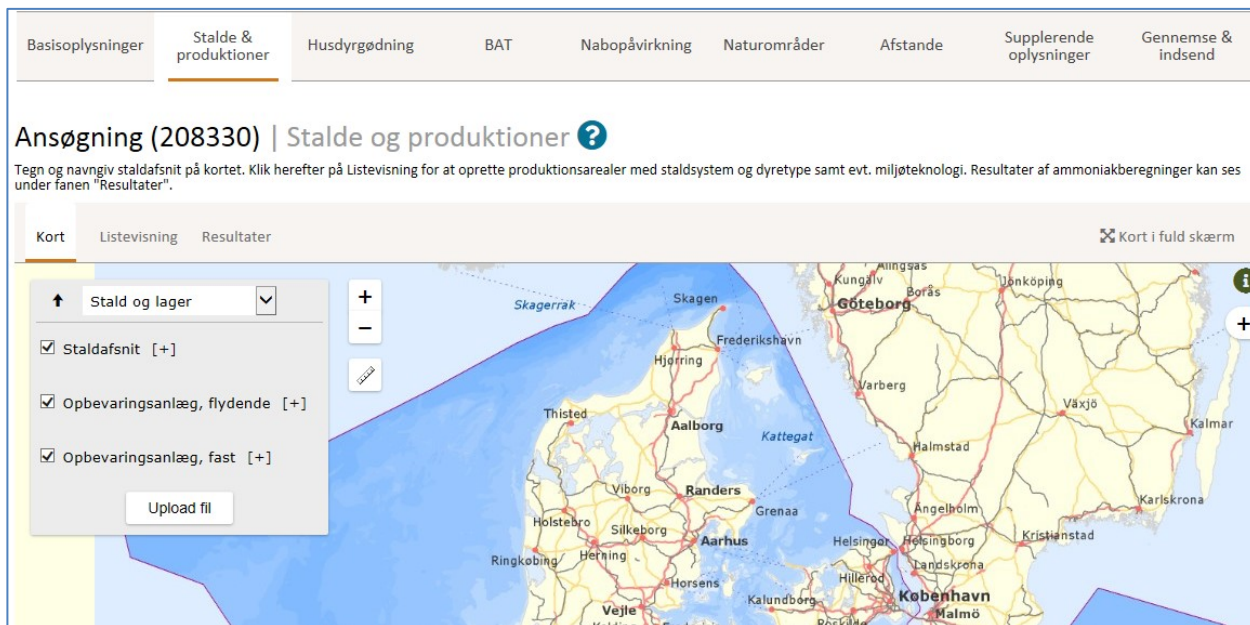 Basisoplysninger
Stalde &
produktioner
Husdyrgødning
BAT
Nabopåvirkning
Naturområder
Afstande
Supplerende
oplysninger
Gennemse &
indsend
Ansøgning (208330) | Stalde og produktioner ?
Tegn og navngiv staldafsnit på kortet. Klik herefter på Listevisning for at oprette produktionsarealer med staldsystem og dyretype samt evt. miljøteknologi. Resultater af ammoniakberegninger kan ses
under fanen "Resultater".
Kort
Listevisning
Resultater
Kort i fuld skærm
Stald og lager
Staldafsnit [+]
Opbevaringsanlæg, flydende [+]
Opbevaringsanlæg, fast [+]
Upload fil
+
–
i
+
Alingsås
Kungälv
Borås
Jönköping
Göteborg
Skagerrak
Skagen
Frederikshavn
Hjørring
Varberg
Växjö
Thisted
Aalborg
Kattegat
Kalmar
Halmstad
Viborg
Randers
Grenaa
Karlskrona
Ängelholm
Holstebro
Silkeborg
Aarhus
Helsingør
Helsingborg
Kristianstad
Ringkøbing
Herning
Landskrona
Horsens
Hillerød
Kalundborg
København
Vejle
Malmö
Roskilde